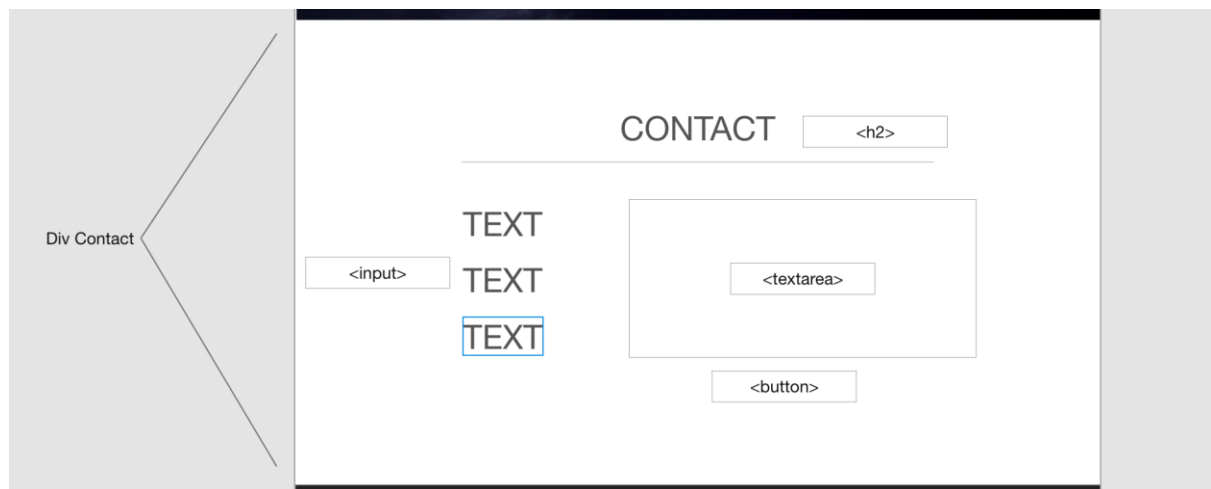 CONTACT
<h2>
Div Contact
TEXT
<input>
TEXT
<textarea>
TEXT
<button>